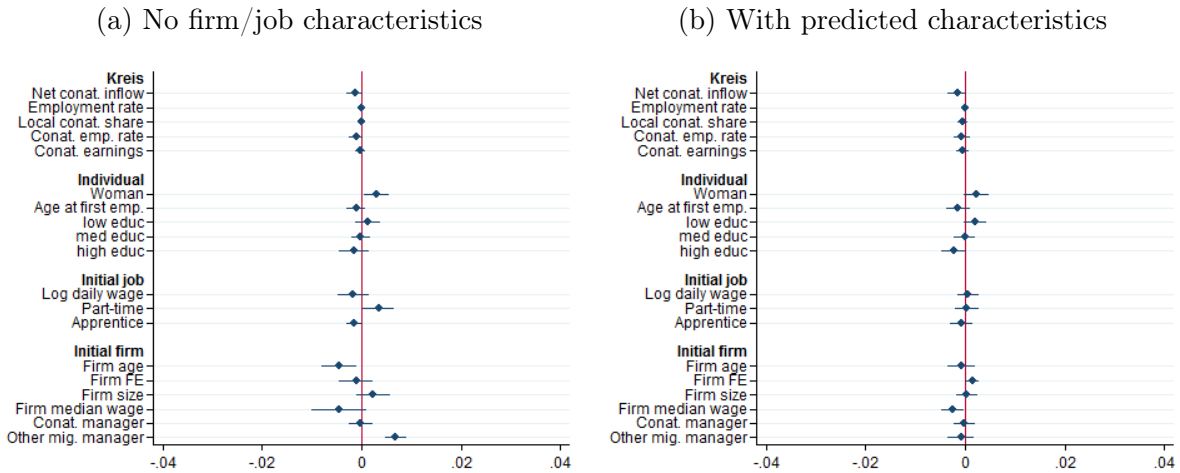 (a) No firm/job characteristics
Kreis
Net conat. inflow
Employment rate
Local conat. share
Conat. emp. rate
Conat. earnings
Individual
Woman
Age at first emp.
low educ
med educ
high educ
Initial job
Log daily wage
Part-time
Apprentice
Initial firm
Firm age
Firm FE
Firm size
Firm median wage
Conat. manager
Other mig. manager
-.04 -.02 0 .02 .04
(b) With predicted characteristics
Kreis
Net conat. inflow
Employment rate
Local conat. share
Conat. emp. rate
Conat. earnings
Individual
Woman
Age at first emp.
low educ
med educ
high educ
Initial job
Log daily wage
Part-time
Apprentice
Initial firm
Firm age
Firm FE
Firm size
Firm median wage
Conat. manager
Other mig. manager
-.04 -.02 0 .02 .04